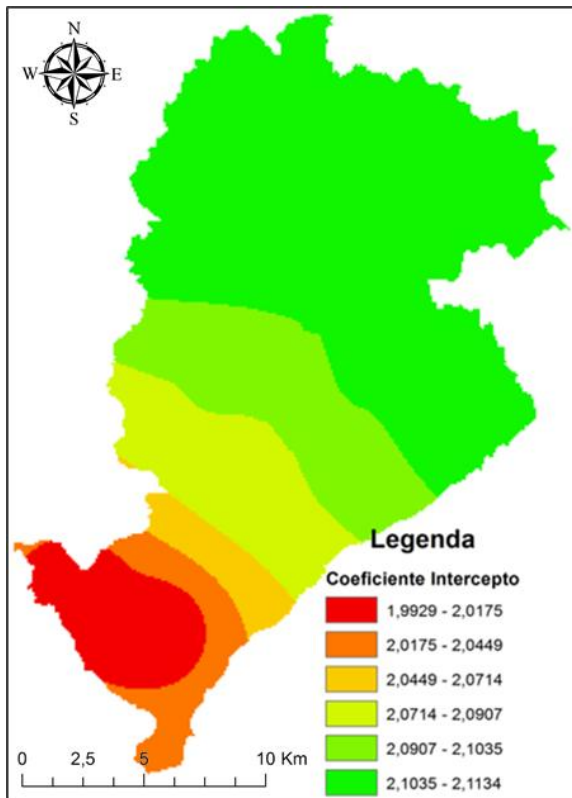 N
W E
S
Legenda
Coeficiente Intercepto
1,9929 - 2,0175
2,0175 - 2,0449
2,0449 - 2,0714
2,0714 - 2,0907
2,0907 - 2,1035
2,1035 - 2,1134
0 2,5 5 10 Km